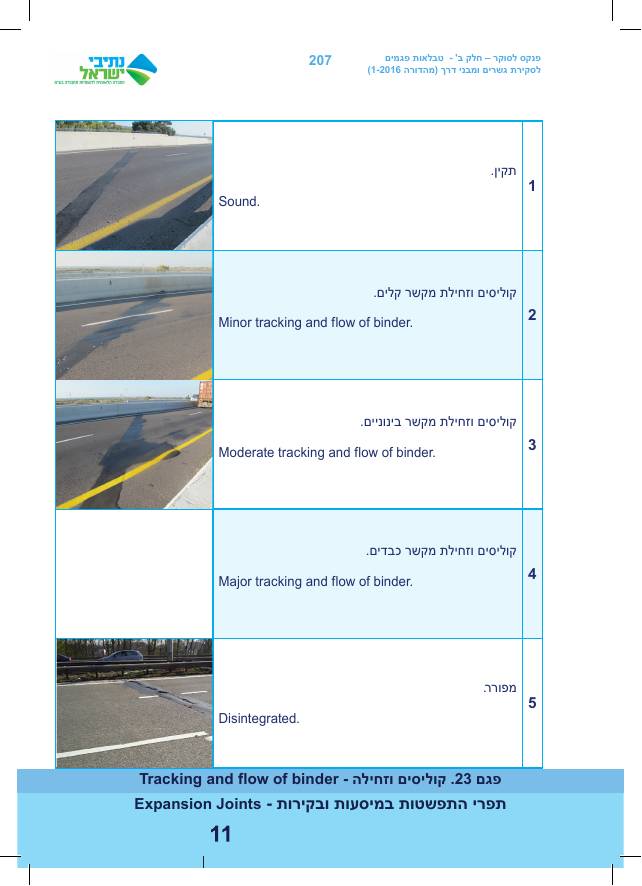 פנקס לסוקר – חלק ב' - טבלאות פגמים
לסקירת גשרים ומבני דרך (מהדורה 1-2016)
207
נתיבי
ישראל
תקין.
Sound.
1
קוליסים וזחילת מקשר קלים.
Minor tracking and flow of binder.
2
קוליסים וזחילת מקשר בינוניים.
Moderate tracking and flow of binder.
3
קוליסים וזחילת מקשר כבדים.
Major tracking and flow of binder.
4
מפורר.
Disintegrated.
5
פגם 23. קוליסים וזחילה - Tracking and flow of binder
תפרי התפשטות במיסעות ובקירות - Expansion Joints
11